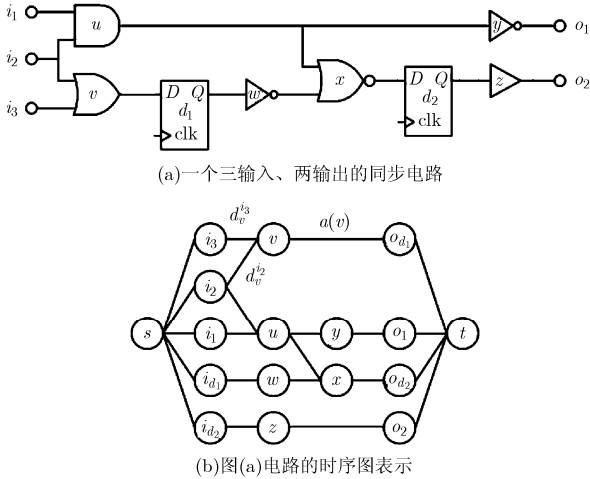 i₁ u y o₁
i₂
i₃ v D Q d₁ clk w x D Q d₂ clk z o₂
(a)一个三输入、两输出的同步电路
d_v^{i₃} a(v)
i₃ v o_{d₁}
d_v^{i₂}
i₂
s i₁ u y o₁ t
i_{d₁} w x o_{d₂}
i_{d₂} z o₂
(b)图(a)电路的时序图表示